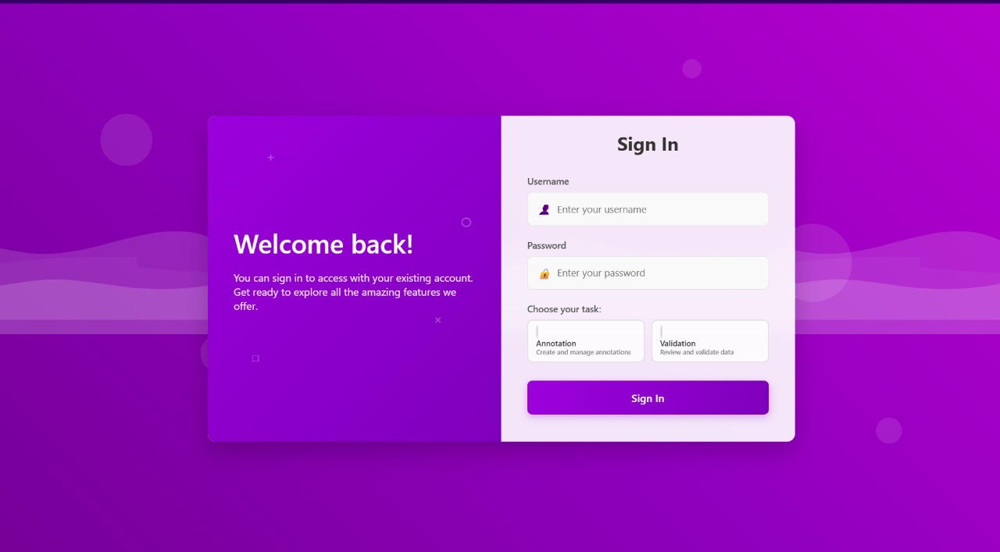 Welcome back!
You can sign in to access with your existing account.
Get ready to explore all the amazing features we
offer.
Sign In
Username
Enter your username
Password
Enter your password
Choose your task:
Annotation
Create and manage annotations
Validation
Review and validate data
Sign In